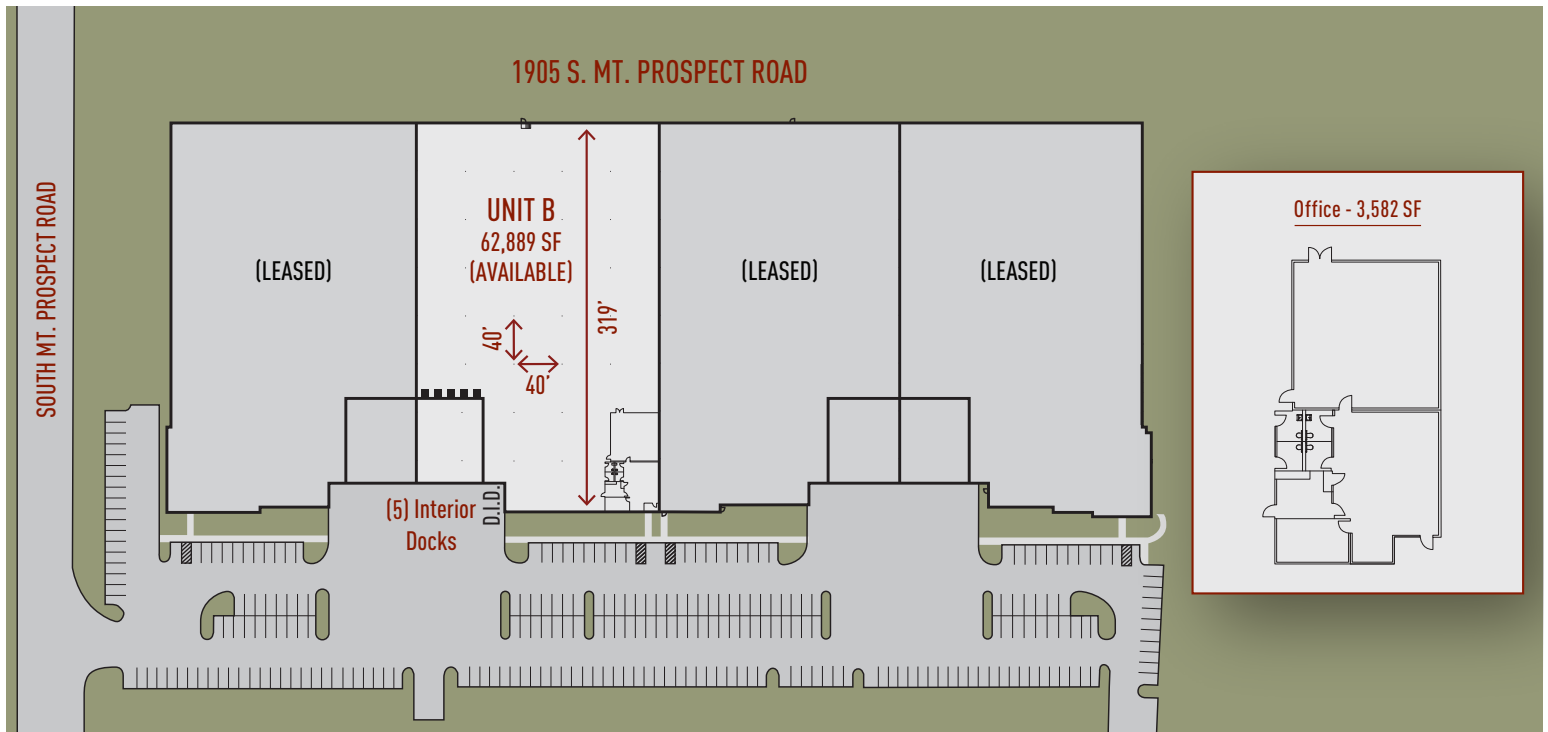 1905 S. MT. PROSPECT ROAD
SOUTH MT. PROSPECT ROAD
(LEASED)
UNIT B
62,889 SF
(AVAILABLE)
319'
40'
40'
(LEASED)
(LEASED)
(5) Interior
Docks
D.I.D.
Office - 3,582 SF